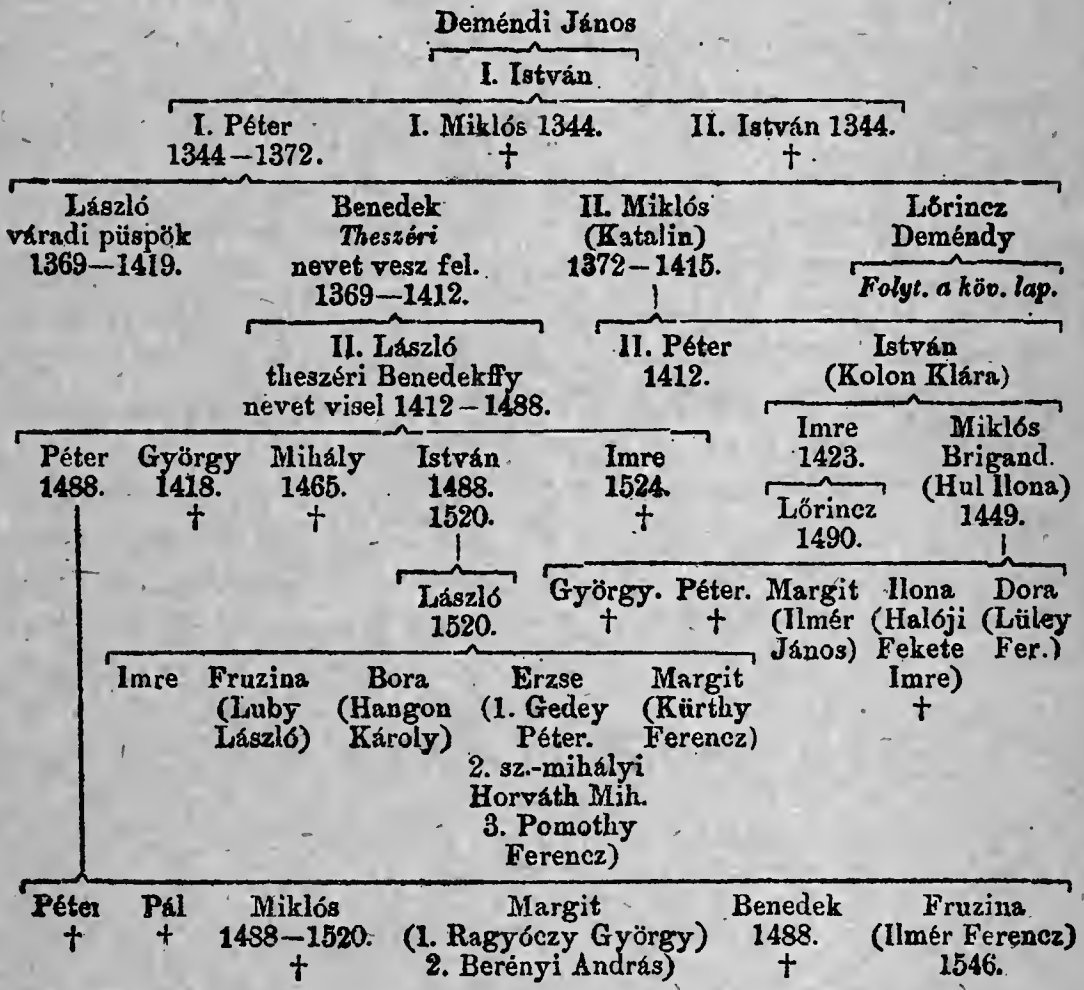 Deméndi János
I. István
I. Péter I. Miklós 1344. II. István 1344.
1344—1372. † †
László Benedek II. Miklós Lőrincz
váradi püspök Theszéri (Katalin) Deméndy
1369—1419. nevet vesz fel. 1372—1415. Folyt. a köv. lap.
1369—1412.
II. László II. Péter István
theszéri Benedekffy 1412. (Kolon Klára)
nevet visel 1412—1488.
Imre Miklós
Péter György Mihály István Imre 1423. Brigand.
1488. 1418. 1465. 1488. 1524. (Hul Ilona)
† † 1520. † Lőrincz 1449.
1490.
László György. Péter. Margit Ilona Dora
1520. † † (Ilmér (Halóji (Lüley
János) Fekete Fer.)
Imre Fruzina Bora Erzse Margit Imre)
(Luby (Hangon (1. Gedey (Kürthy †
László) Károly) Péter. Ferencz)
2. sz.-mihályi
Horváth Mih.
3. Pomothy
Ferencz)
Péter Pál Miklós Margit Benedek Fruzina
† † 1488—1520. (1. Ragyóczy György) 1488. (Ilmér Ferencz)
† 2. Berényi András) † 1546.